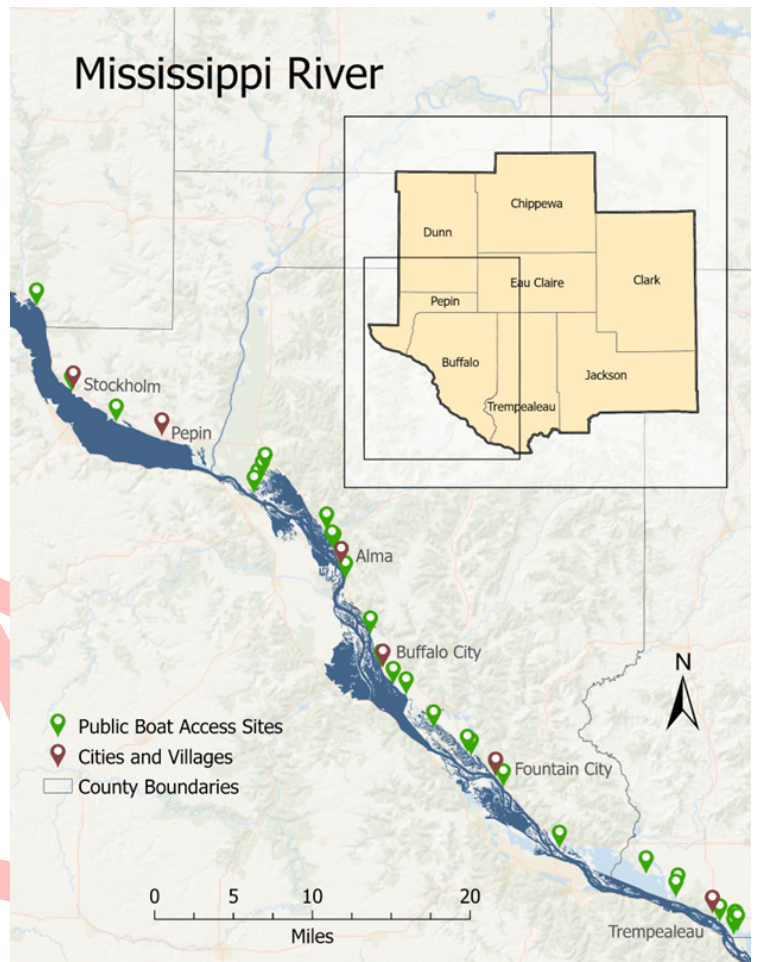 Mississippi River
Chippewa
Dunn
Clark
Eau Claire
Pepin
Buffalo
Jackson
Trempealeau
Stockholm
Pepin
Alma
Buffalo City
N
Public Boat Access Sites
Cities and Villages
County Boundaries
Fountain City
0 5 10 20
Miles
Trempealeau